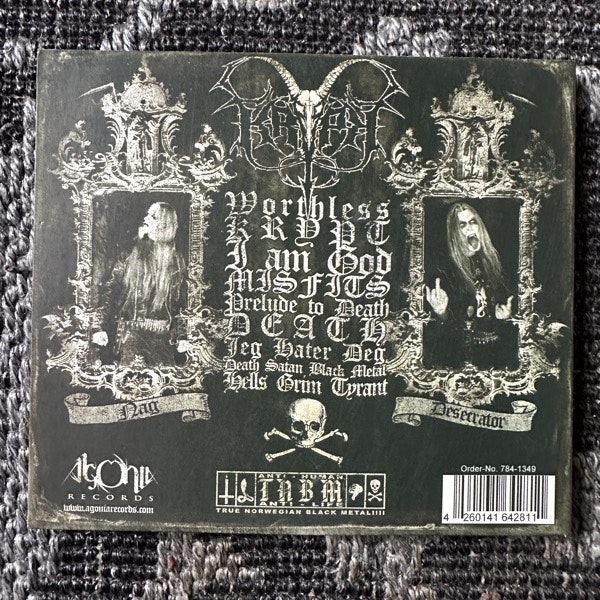 KRYPT
Worthless
KRYPT
I am God
MISFITS
Prelude to Death
DEATH
Jeg Hater Deg
Death Satan Black Metal
Hells Grim Tyrant
Nag
Desecrator
Agonia
RECORDS
www.agoniarecords.com
ANTI - HUMAN
T.N.B.M
TRUE NORWEGIAN BLACK METAL!!!!
Order-No. 784-1349
4 260141 642811